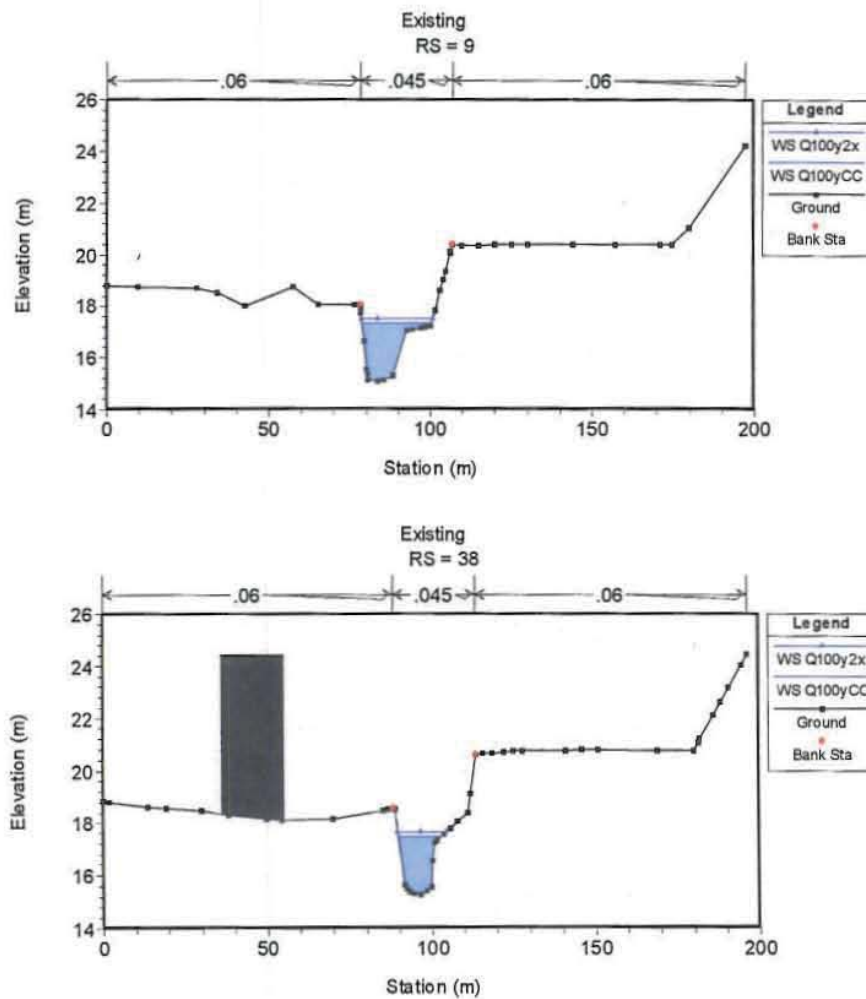 Existing
RS = 9
.06 .045 .06
26
24
22
20
18
16
14
Elevation (m)
0 50 100 150 200
Station (m)
Legend
WS Q100y2x
WS Q100yCC
Ground
Bank Sta
Existing
RS = 38
.06 .045 .06
26
24
22
20
18
16
14
Elevation (m)
0 50 100 150 200
Station (m)
Legend
WS Q100y2x
WS Q100yCC
Ground
Bank Sta